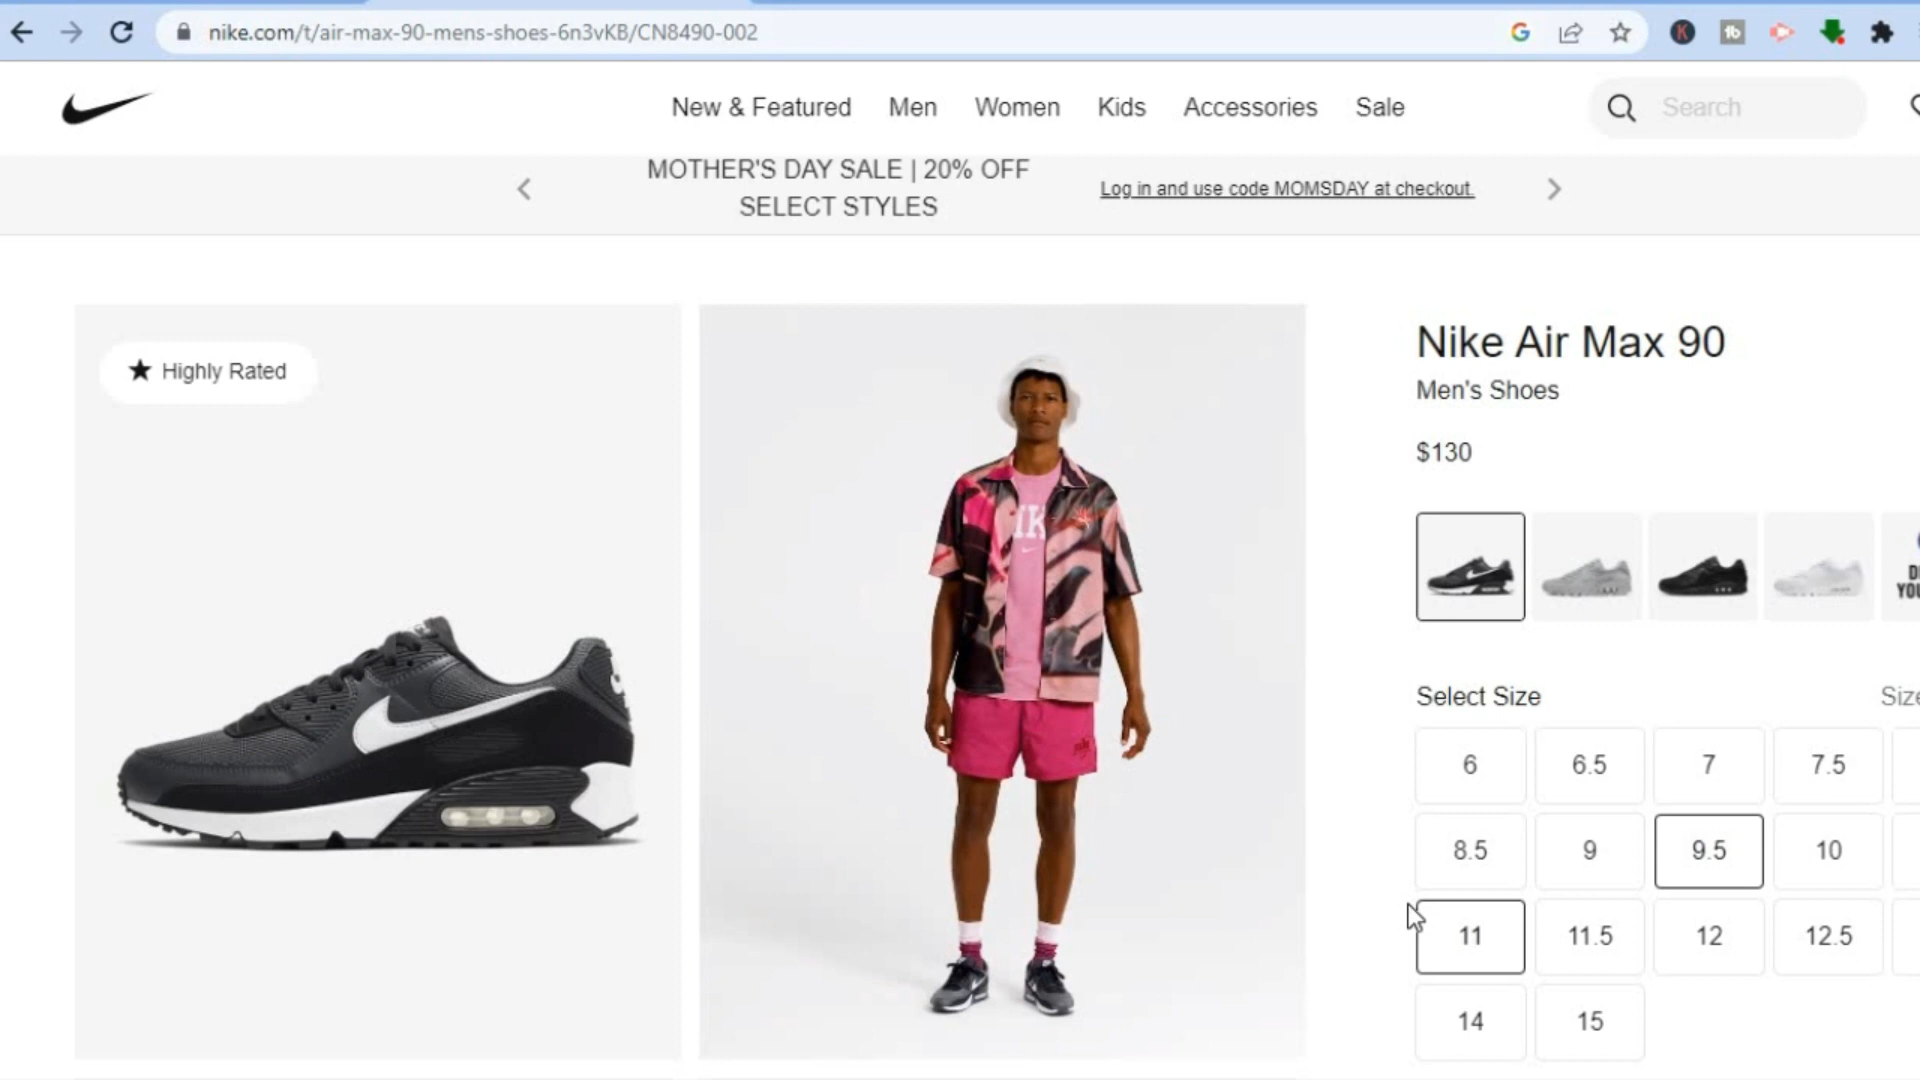 nike.com/t/air-max-90-mens-shoes-6n3vKB/CN8490-002
New & Featured Men Women Kids Accessories Sale
Search
MOTHER'S DAY SALE | 20% OFF
SELECT STYLES
Log in and use code MOMSDAY at checkout.
★ Highly Rated
Nike Air Max 90
Men's Shoes
$130
Select Size
6 6.5 7 7.5
8.5 9 9.5 10
11 11.5 12 12.5
14 15